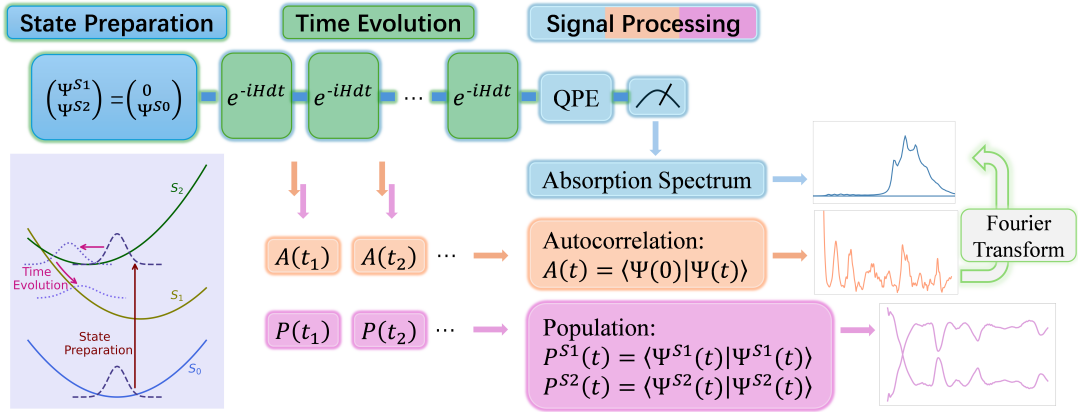 State Preparation
Time Evolution
Signal Processing
(Ψ^{S1} Ψ^{S2}) = (0 Ψ^{S0})
e^{-iHdt}
e^{-iHdt}
...
e^{-iHdt}
QPE
Absorption Spectrum
Fourier
Transform
A(t₁)
A(t₂)
...
Autocorrelation:
A(t) = ⟨Ψ(0)|Ψ(t)⟩
P(t₁)
P(t₂)
...
Population:
P^{S1}(t) = ⟨Ψ^{S1}(t)|Ψ^{S1}(t)⟩
P^{S2}(t) = ⟨Ψ^{S2}(t)|Ψ^{S2}(t)⟩
S₂
Time
Evolution
S₁
State
Preparation
S₀